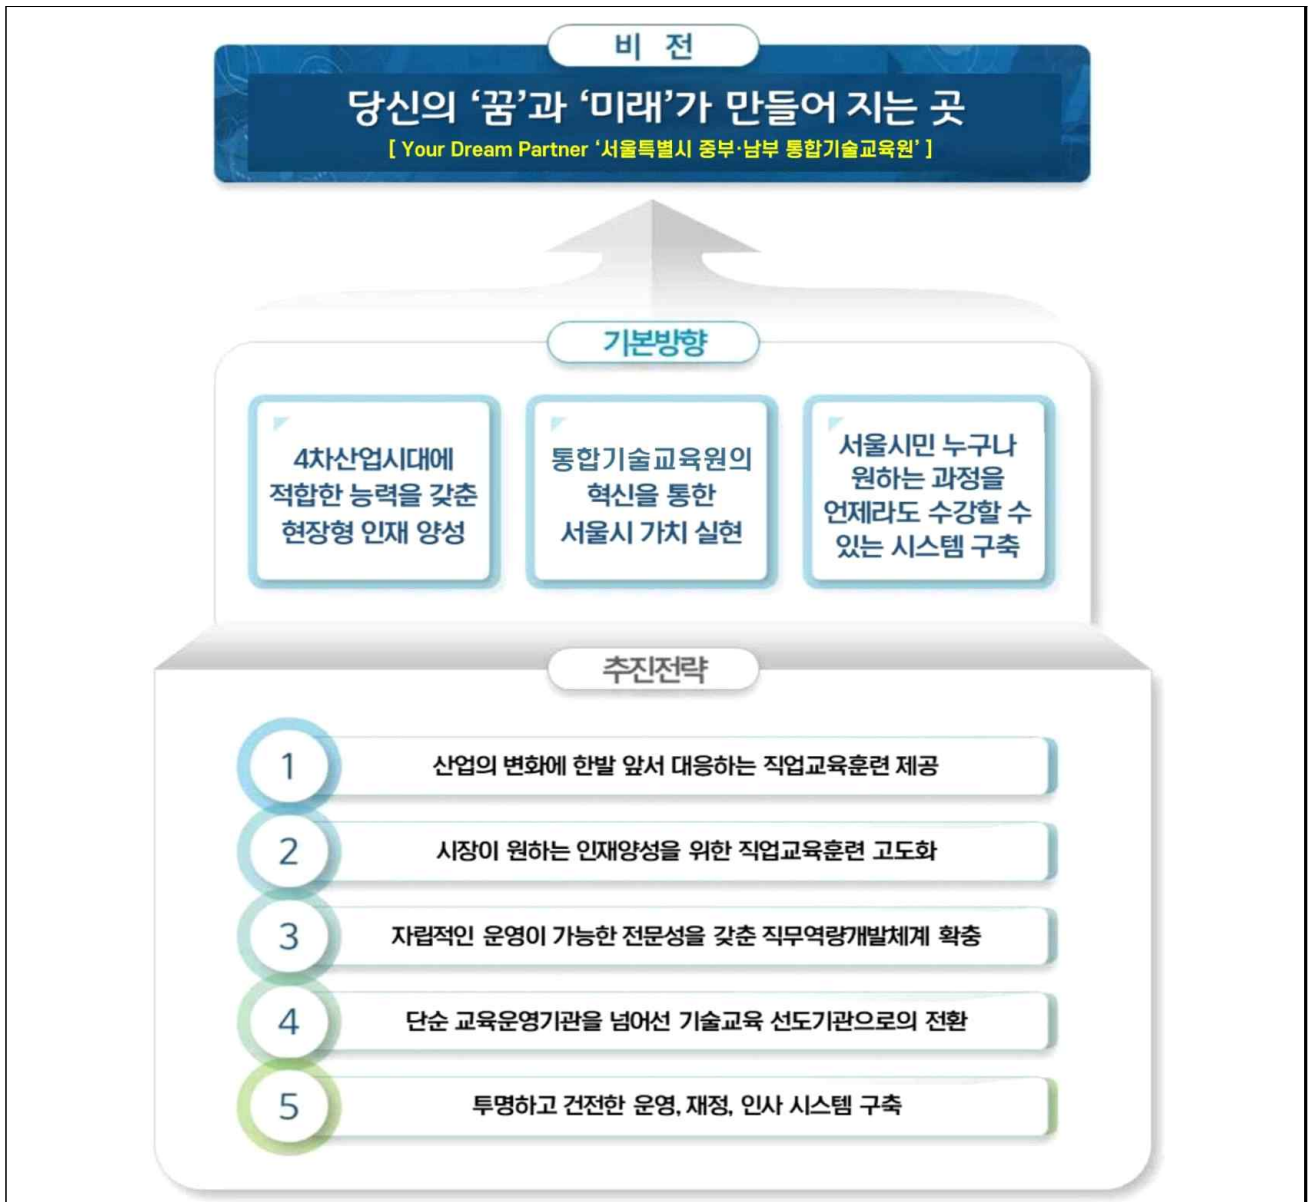 비 전
당신의 ‘꿈’과 ‘미래’가 만들어 지는 곳
[ Your Dream Partner ‘서울특별시 중부·남부 통합기술교육원’ ]
기본방향
4차산업시대에
적합한 능력을 갖춘
현장형 인재 양성
통합기술교육원의
혁신을 통한
서울시 가치 실현
서울시민 누구나
원하는 과정을
언제라도 수강할 수
있는 시스템 구축
추진전략
1 산업의 변화에 한발 앞서 대응하는 직업교육훈련 제공
2 시장이 원하는 인재양성을 위한 직업교육훈련 고도화
3 자립적인 운영이 가능한 전문성을 갖춘 직무역량개발체계 확충
4 단순 교육운영기관을 넘어선 기술교육 선도기관으로의 전환
5 투명하고 건전한 운영, 재정, 인사 시스템 구축